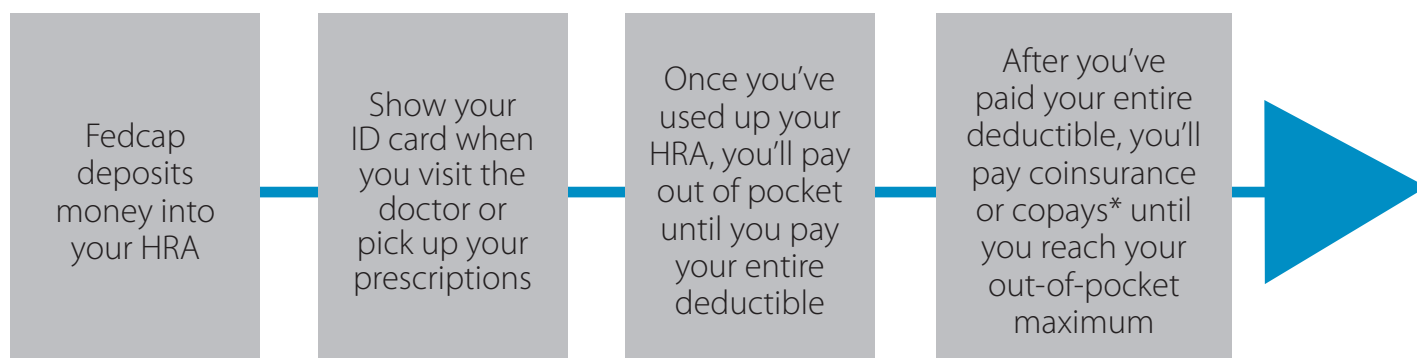 Fedcap
deposits
money into
your HRA
Show your
ID card when
you visit the
doctor or
pick up your
prescriptions
Once you’ve
used up your
HRA, you’ll pay
out of pocket
until you pay
your entire
deductible
After you’ve
paid your entire
deductible, you’ll
pay coinsurance
or copays* until
you reach your
out-of-pocket
maximum